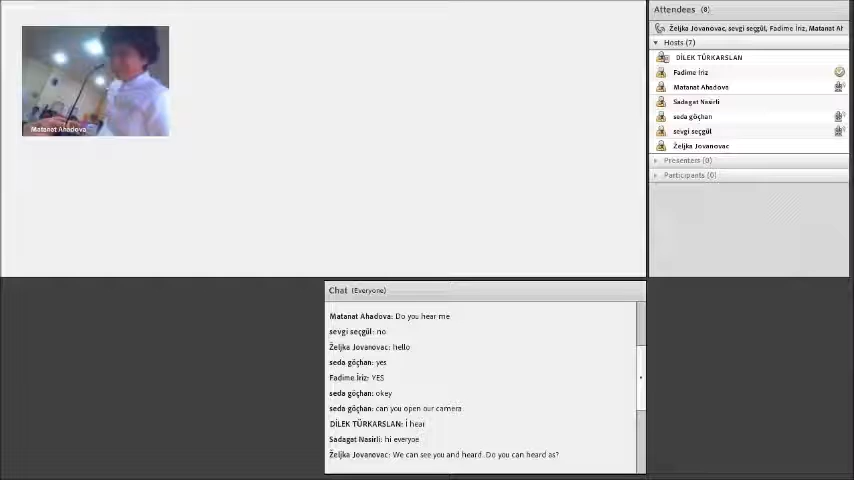 Matanat Ahadova
Attendees (8)
Željka Jovanovac, sevgi seçgül, Fadime İriz, Matanat Ah
Hosts (7)
DİLEK TÜRKARSLAN
Fadime İriz
Matanat Ahadova
Sadagat Nasirli
seda göçhan
sevgi seçgül
Željka Jovanovac
Presenters (0)
Participants (0)
Chat (Everyone)
Matanat Ahadova: Do you hear me
sevgi seçgül: no
Željka Jovanovac: hello
seda göçhan: yes
Fadime İriz: YES
seda göçhan: okey
seda göçhan: can you open our camera
DİLEK TÜRKARSLAN: İ hear
Sadagat Nasirli: hi everyoe
Željka Jovanovac: We can see you and heard. Do you can heard as?